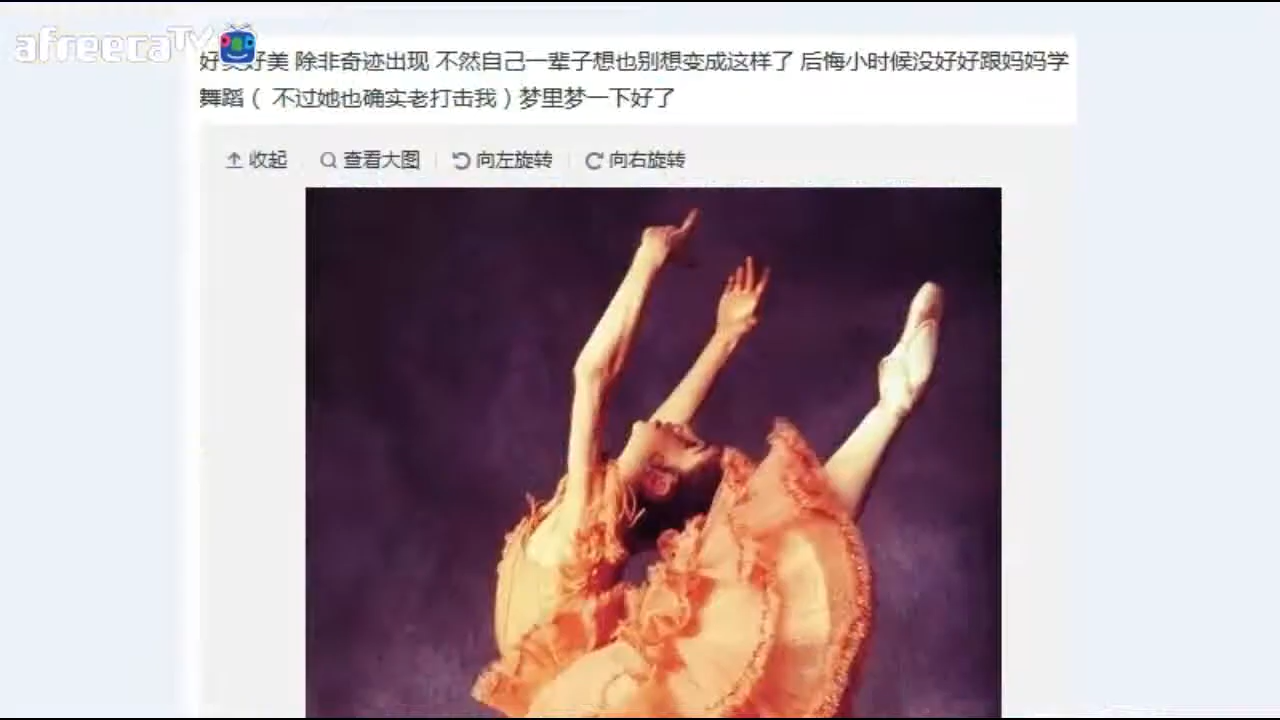 afreecaTV
好美好美 除非奇迹出现 不然自己一辈子想也别想变成这样了 后悔小时候没好好跟妈妈学
舞蹈（ 不过她也确实老打击我）梦里梦一下好了
收起 查看大图 向左旋转 向右旋转